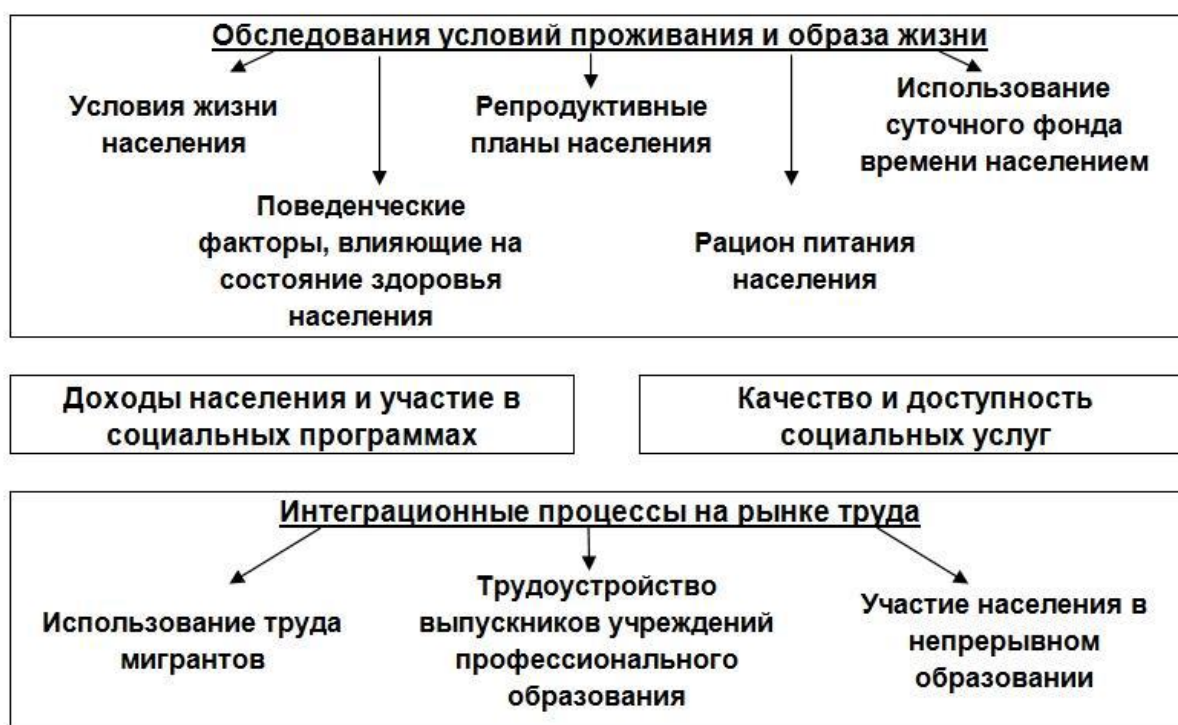 Обследования условий проживания и образа жизни
Условия жизни
населения
Репродуктивные
планы населения
Использование
суточного фонда
времени населением
Поведенческие
факторы, влияющие на
состояние здоровья
населения
Рацион питания
населения
Доходы населения и участие в
социальных программах
Качество и доступность
социальных услуг
Интеграционные процессы на рынке труда
Использование труда
мигрантов
Трудоустройство
выпускников учреждений
профессионального
образования
Участие населения в
непрерывном
образовании